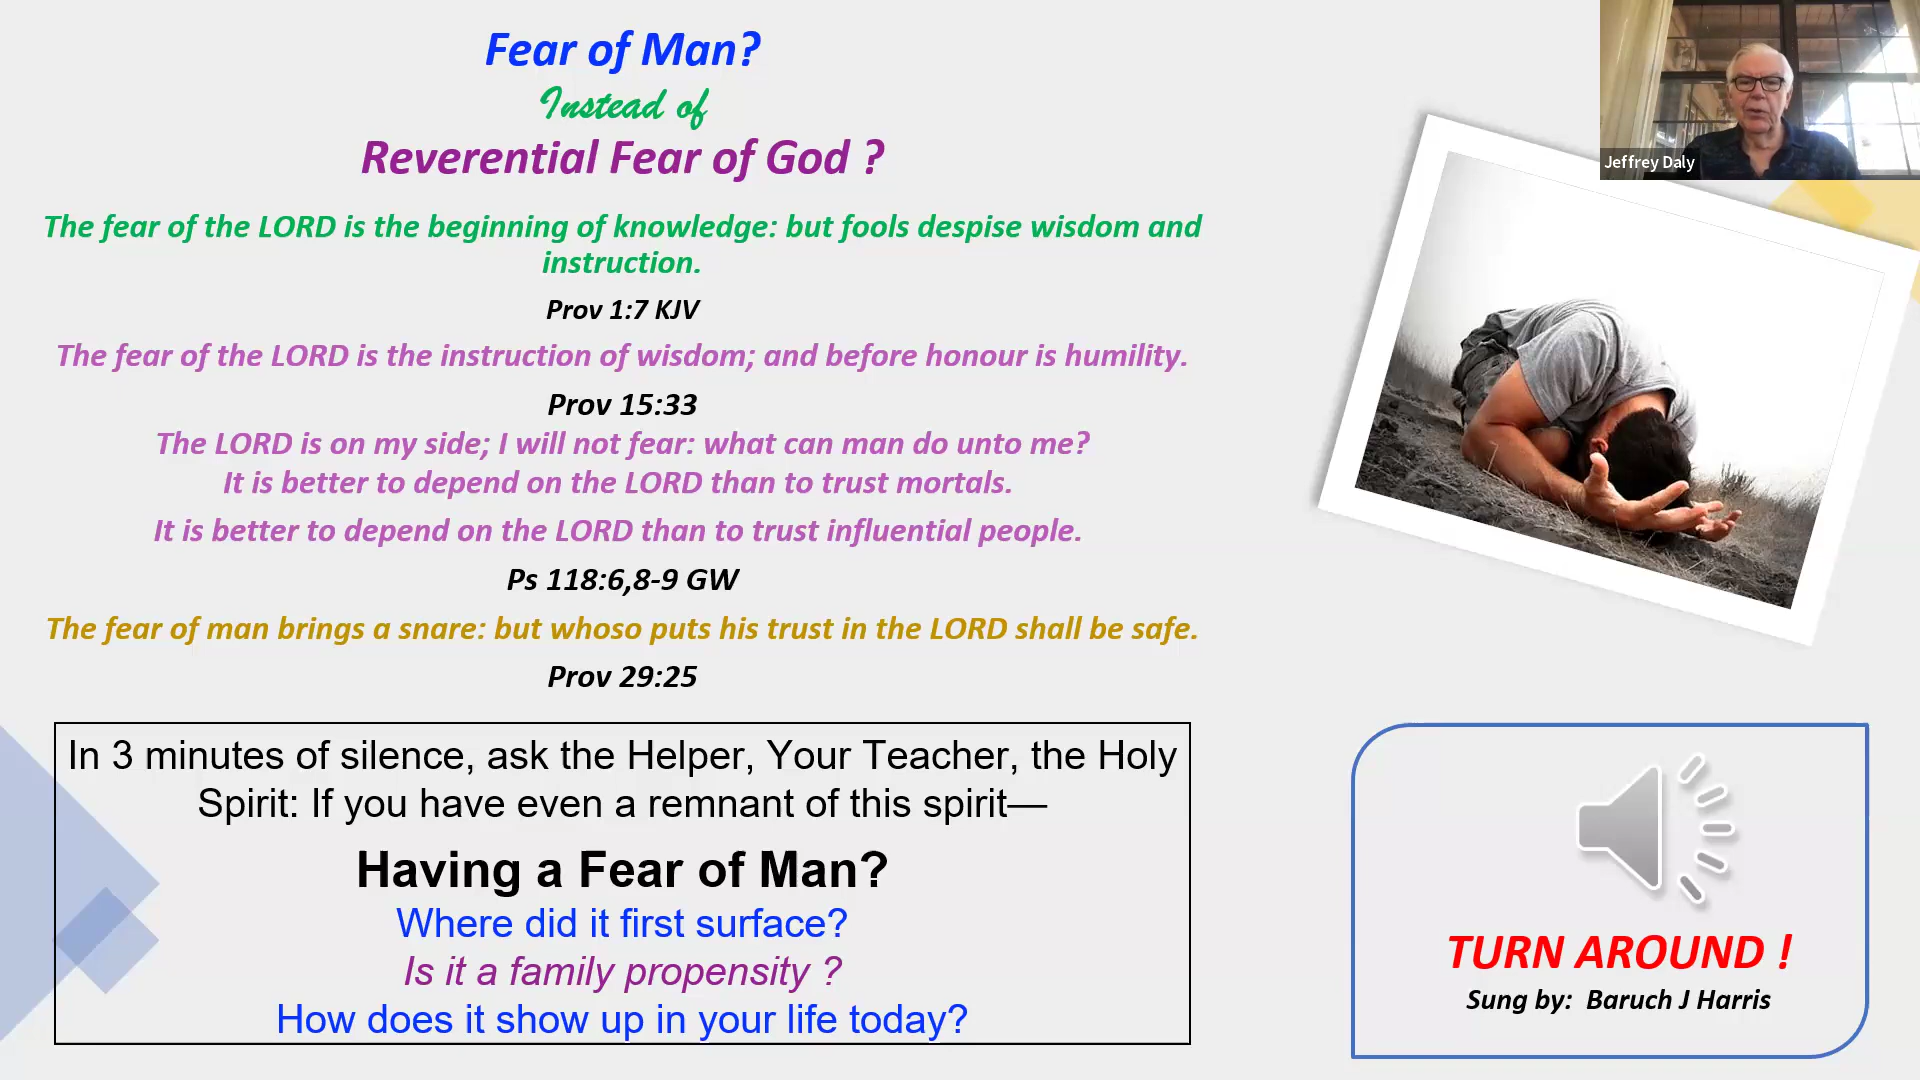 Fear of Man?
Instead of
Reverential Fear of God ?
The fear of the LORD is the beginning of knowledge: but fools despise wisdom and
instruction.
Prov 1:7 KJV
The fear of the LORD is the instruction of wisdom; and before honour is humility.
Prov 15:33
The LORD is on my side; I will not fear: what can man do unto me?
It is better to depend on the LORD than to trust mortals.
It is better to depend on the LORD than to trust influential people.
Ps 118:6,8-9 GW
The fear of man brings a snare: but whoso puts his trust in the LORD shall be safe.
Prov 29:25
In 3 minutes of silence, ask the Helper, Your Teacher, the Holy
Spirit: If you have even a remnant of this spirit—
Having a Fear of Man?
Where did it first surface?
Is it a family propensity ?
How does it show up in your life today?
Jeffrey Daly
TURN AROUND !
Sung by: Baruch J Harris